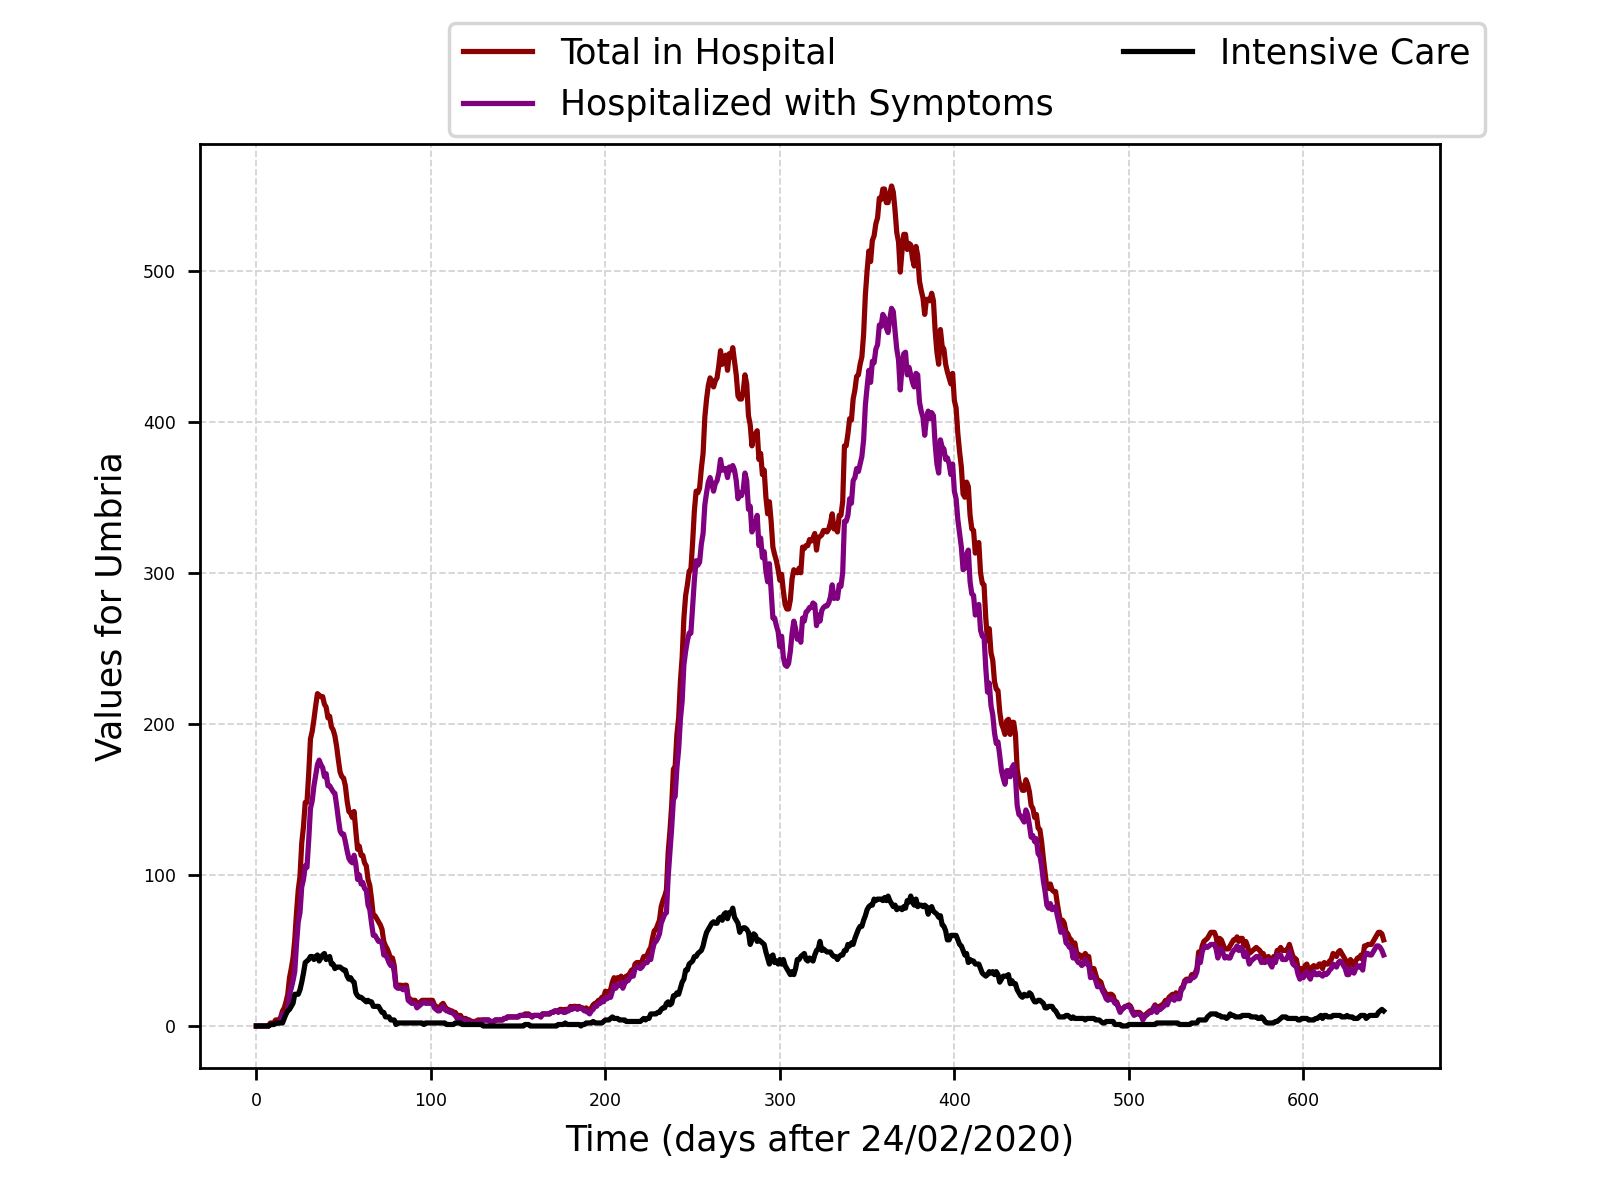 Total in Hospital
Hospitalized with Symptoms
Intensive Care
Values for Umbria
500
400
300
200
100
0
0 100 200 300 400 500 600
Time (days after 24/02/2020)